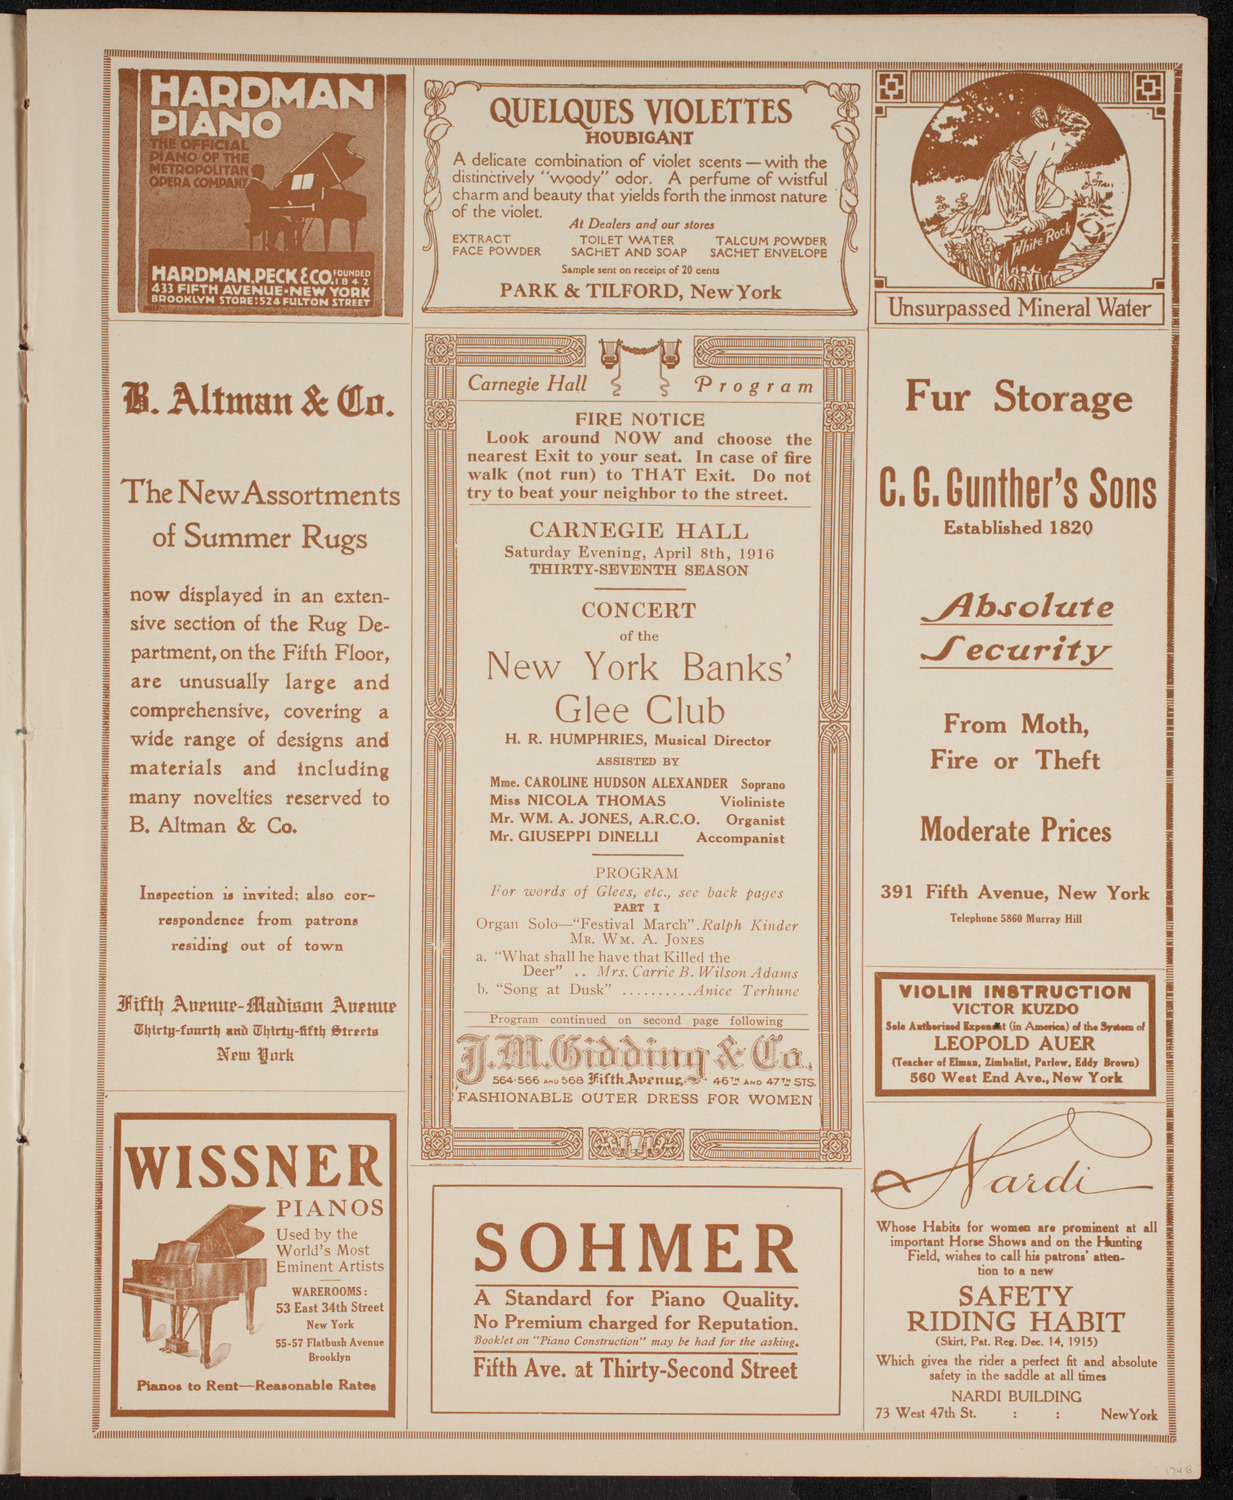 HARDMAN
PIANO
THE OFFICIAL
PIANO OF THE
METROPOLITAN
OPERA COMPANY
HARDMAN, PECK & CO. FOUNDED 1842
433 FIFTH AVENUE - NEW YORK
BROOKLYN STORE: 524 FULTON STREET
QUELQUES VIOLETTES
HOUBIGANT
A delicate combination of violet scents — with the
distinctively "woody" odor. A perfume of wistful
charm and beauty that yields forth the inmost nature
of the violet.
At Dealers and our stores
EXTRACT TOILET WATER TALCUM POWDER
FACE POWDER SACHET AND SOAP SACHET ENVELOPE
Sample sent on receipt of 20 cents
PARK & TILFORD, New York
White Rock
Unsurpassed Mineral Water
B. Altman & Co.
The New Assortments
of Summer Rugs
now displayed in an exten-
sive section of the Rug De-
partment, on the Fifth Floor,
are unusually large and
comprehensive, covering a
wide range of designs and
materials and including
many novelties reserved to
B. Altman & Co.
Inspection is invited; also cor-
respondence from patrons
residing out of town
Fifth Avenue-Madison Avenue
Thirty-fourth and Thirty-fifth Streets
New York
WISSNER
PIANOS
Used by the
World's Most
Eminent Artists
WAREROOMS:
53 East 34th Street
New York
55-57 Flatbush Avenue
Brooklyn
Pianos to Rent—Reasonable Rates
Carnegie Hall Program
FIRE NOTICE
Look around NOW and choose the
nearest Exit to your seat. In case of fire
walk (not run) to THAT Exit. Do not
try to beat your neighbor to the street.
CARNEGIE HALL
Saturday Evening, April 8th, 1916
THIRTY-SEVENTH SEASON
CONCERT
of the
New York Banks'
Glee Club
H. R. HUMPHRIES, Musical Director
ASSISTED BY
Mme. CAROLINE HUDSON ALEXANDER Soprano
Miss NICOLA THOMAS Violiniste
Mr. WM. A. JONES, A.R.C.O. Organist
Mr. GIUSEPPI DINELLI Accompanist
PROGRAM
For words of Glees, etc., see back pages
PART I
Organ Solo—"Festival March". Ralph Kinder
MR. WM. A. JONES
a. "What shall he have that Killed the
Deer" .. Mrs. Carrie B. Wilson Adams
b. "Song at Dusk" ..........Anice Terhune
Program continued on second page following
J. M. Gidding & Co.
564-566 AND 568 Fifth Avenue 46TH AND 47TH STS.
FASHIONABLE OUTER DRESS FOR WOMEN
SOHMER
A Standard for Piano Quality.
No Premium charged for Reputation.
Booklet on "Piano Construction" may be had for the asking.
Fifth Ave. at Thirty-Second Street
Fur Storage
C. G. Gunther's Sons
Established 1820
Absolute
Security
From Moth,
Fire or Theft
Moderate Prices
391 Fifth Avenue, New York
Telephone 5860 Murray Hill
VIOLIN INSTRUCTION
VICTOR KUZDO
Sole Authorised Exponent (in America) of the System of
LEOPOLD AUER
(Teacher of Elman, Zimbalist, Parlow, Eddy Brown)
560 West End Ave., New York
Nardi
Whose Habits for women are prominent at all
important Horse Shows and on the Hunting
Field, wishes to call his patrons' atten-
tion to a new
SAFETY
RIDING HABIT
(Skirt, Pat. Reg. Dec. 14, 1915)
Which gives the rider a perfect fit and absolute
safety in the saddle at all times
NARDI BUILDING
73 West 47th St. : : New York